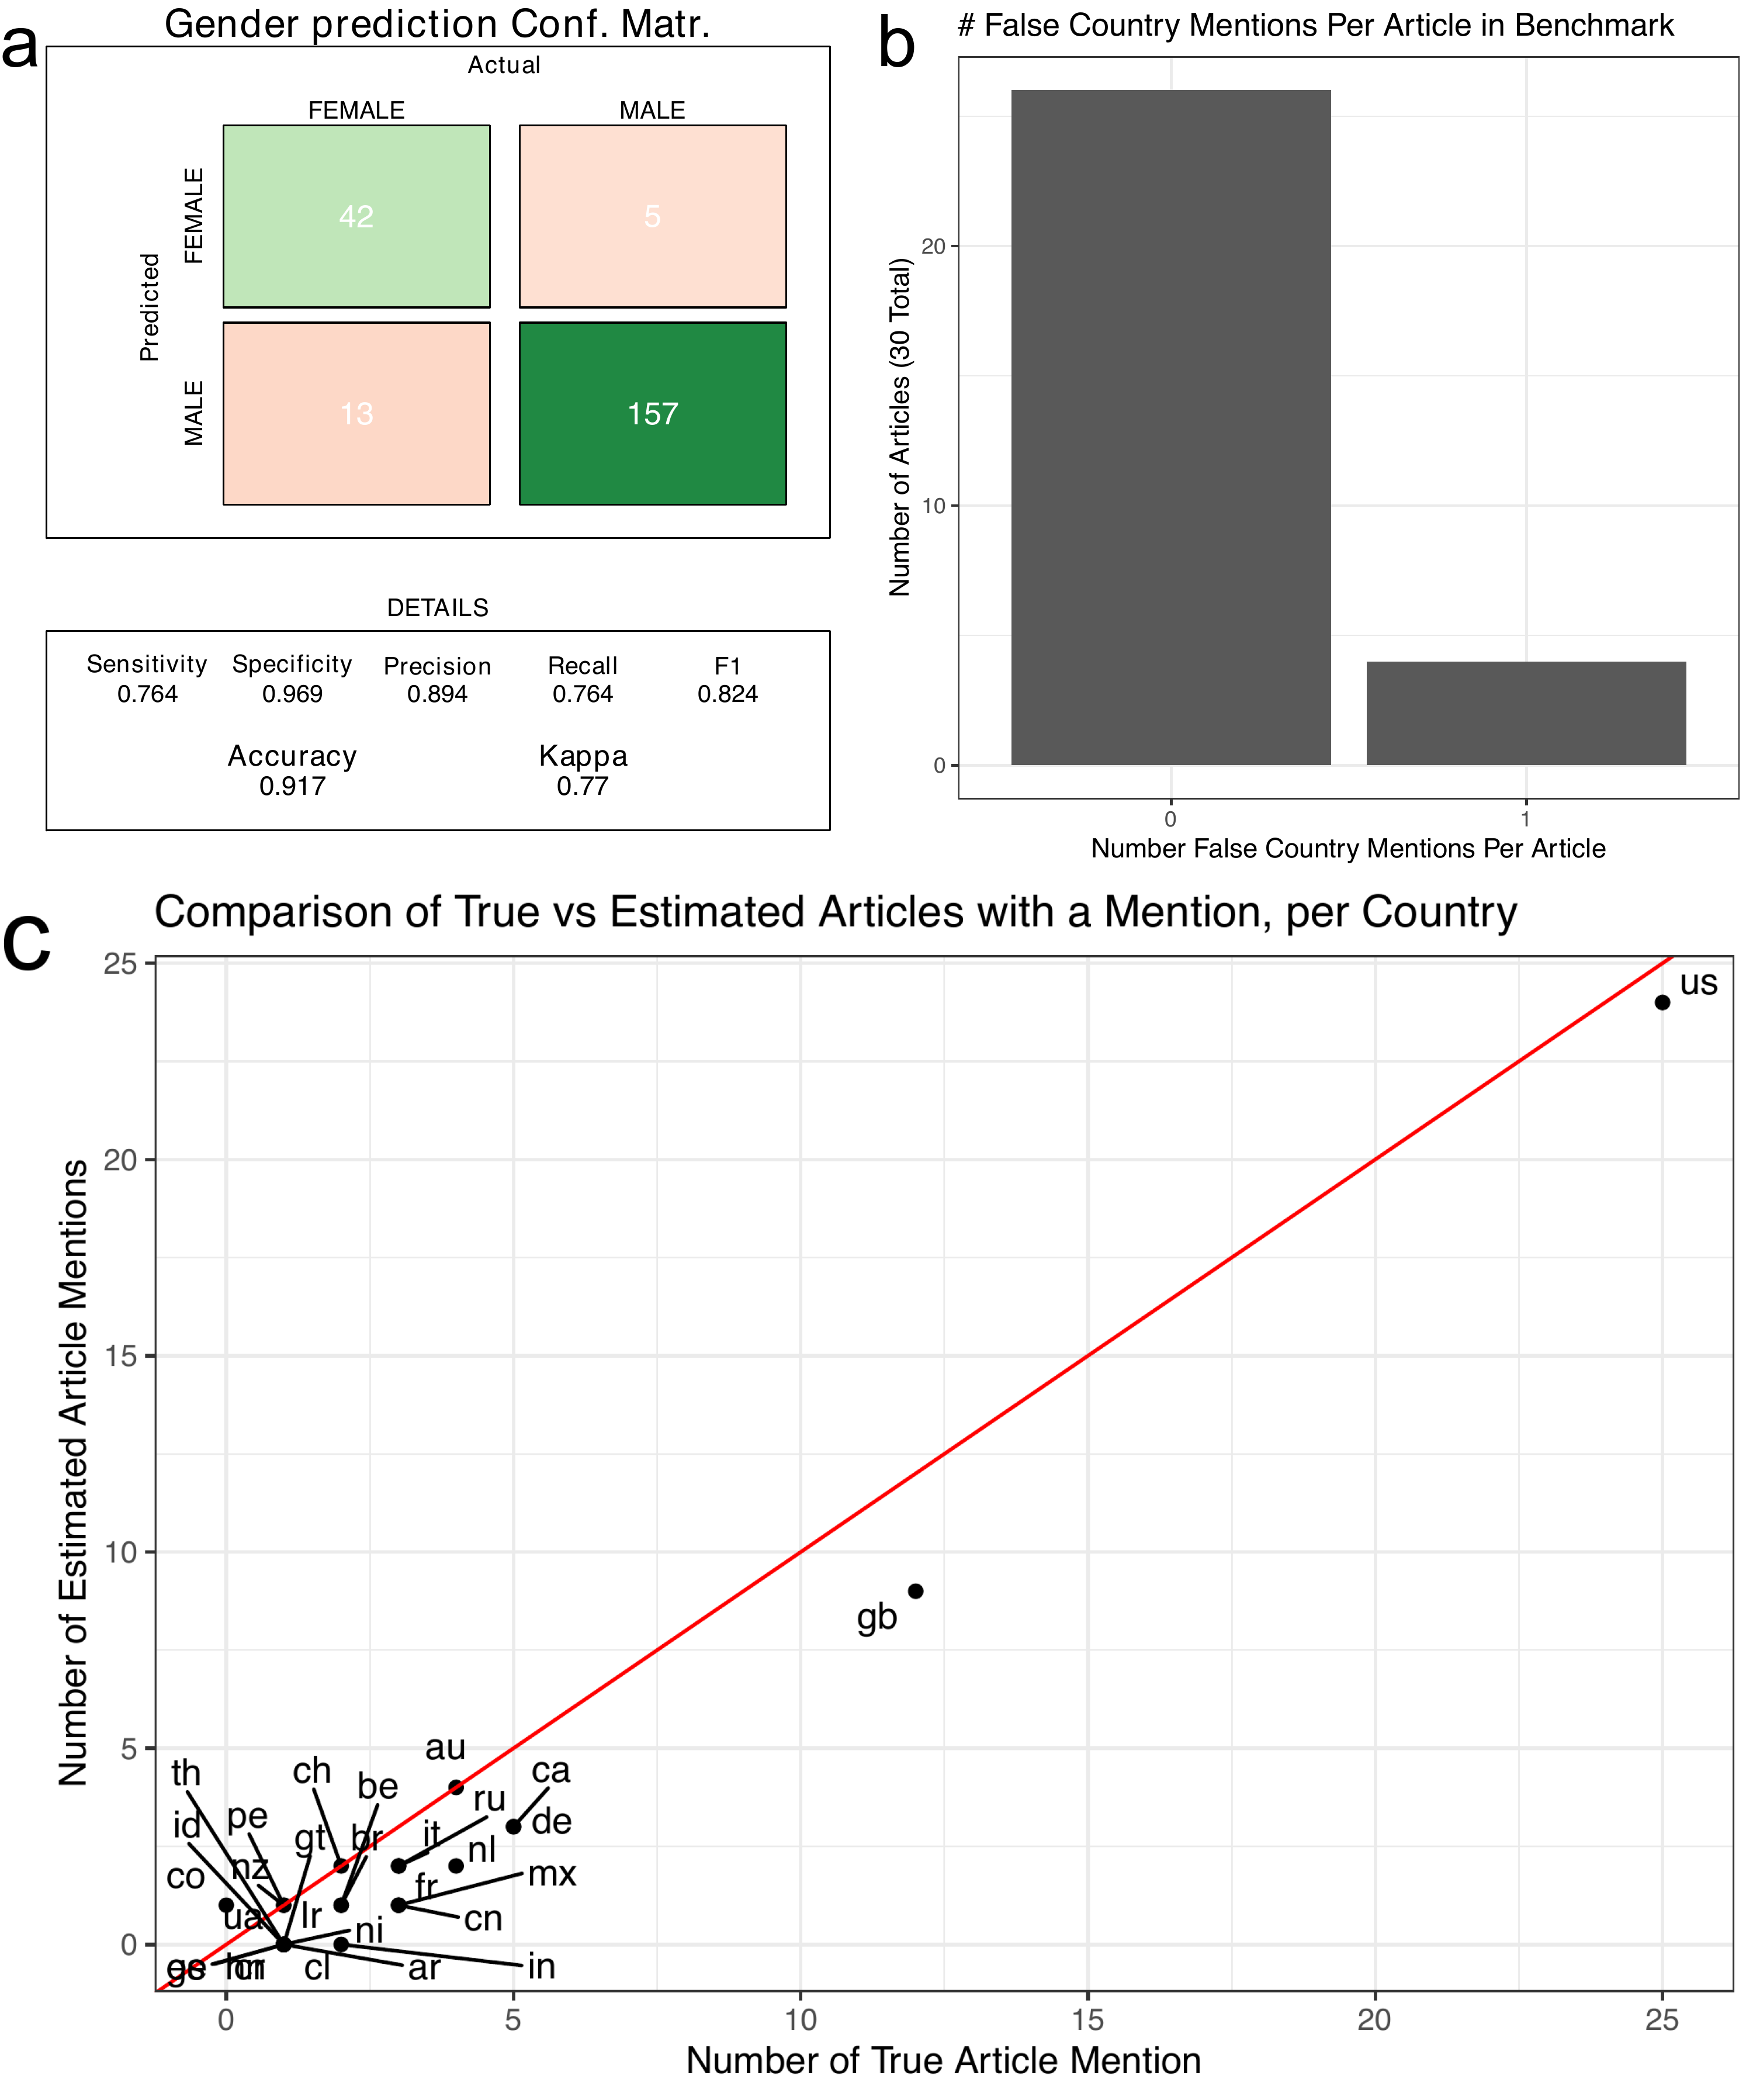 a
Gender prediction Conf. Matr.
Actual
FEMALE MALE
Predicted
FEMALE
42 5
MALE
13 157
DETAILS
Sensitivity Specificity Precision Recall F1
0.764 0.969 0.894 0.764 0.824
Accuracy Kappa
0.917 0.77
b
# False Country Mentions Per Article in Benchmark
Number of Articles (30 Total)
20
10
0
0 1
Number False Country Mentions Per Article
c
Comparison of True vs Estimated Articles with a Mention, per Country
Number of Estimated Article Mentions
25
20
15
10
5
0
us
gb
au
th
ch
be
ca
id
pe
gt
br
it
ru
de
co
nz
nl
mx
fr
ua
lr
ni
cn
cl
ar
in
0 5 10 15 20 25
Number of True Article Mention